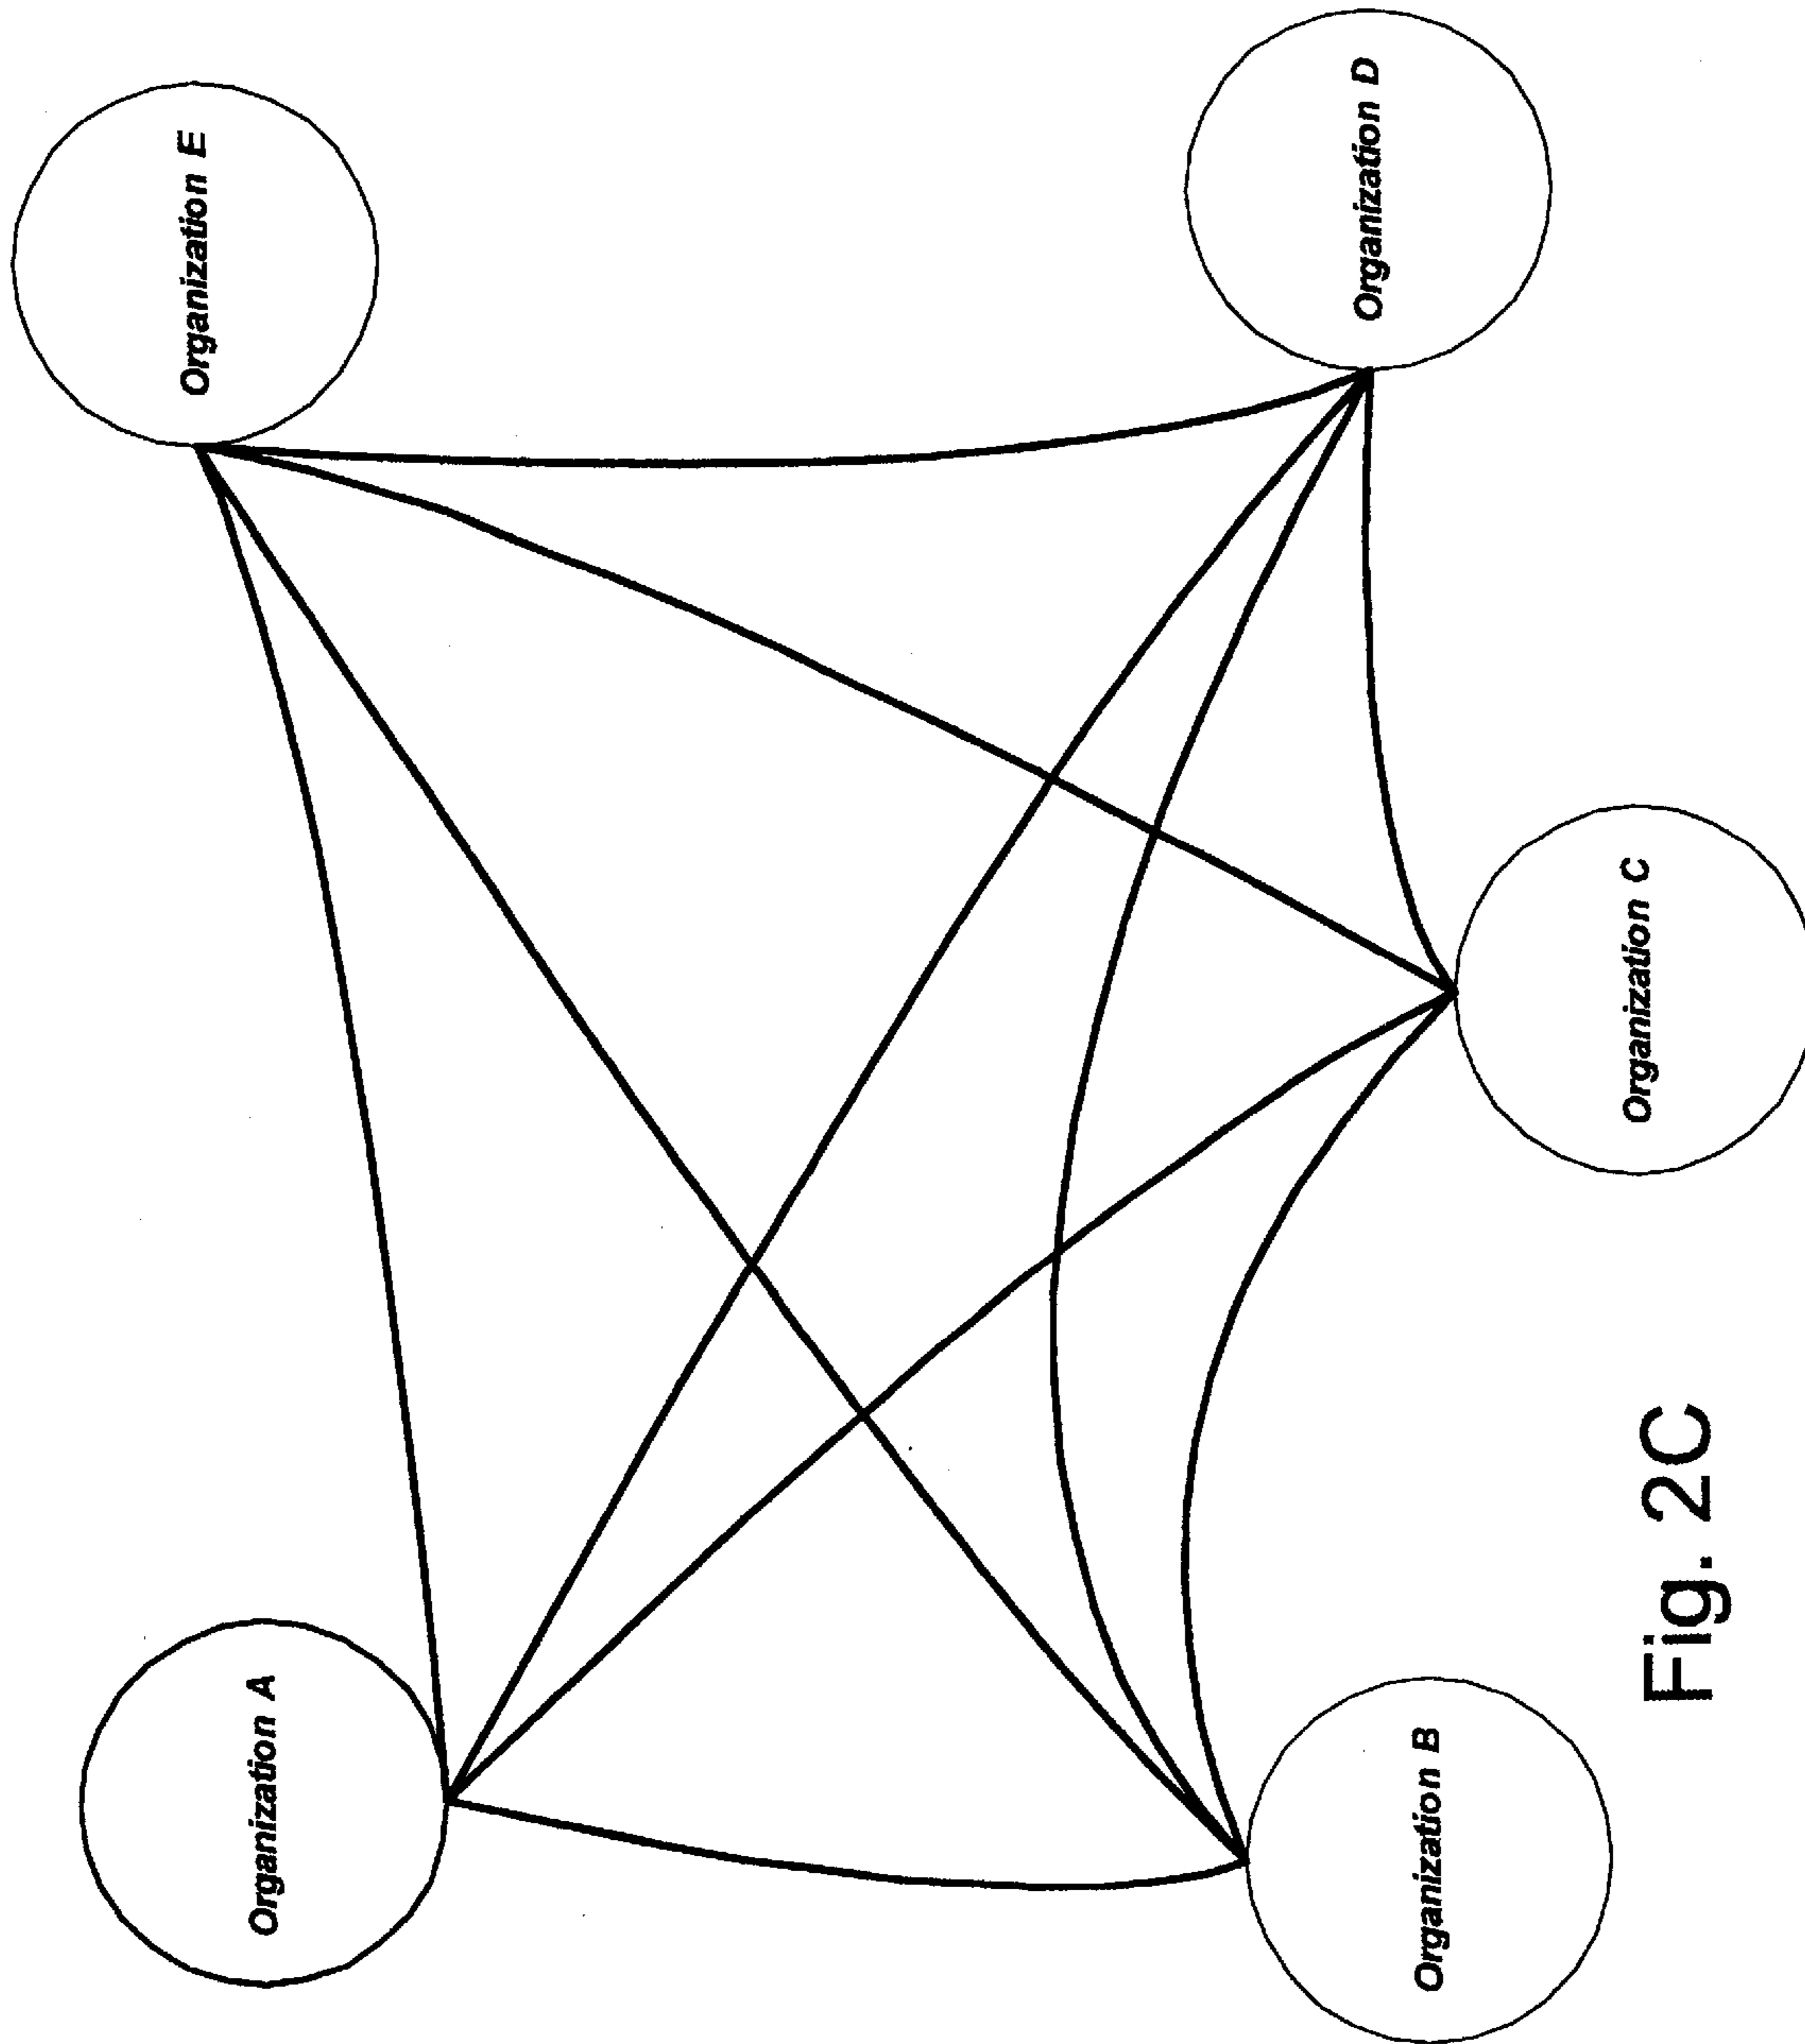 Organization A
Organization E
Organization B
Organization C
Organization D
Fig. 2C